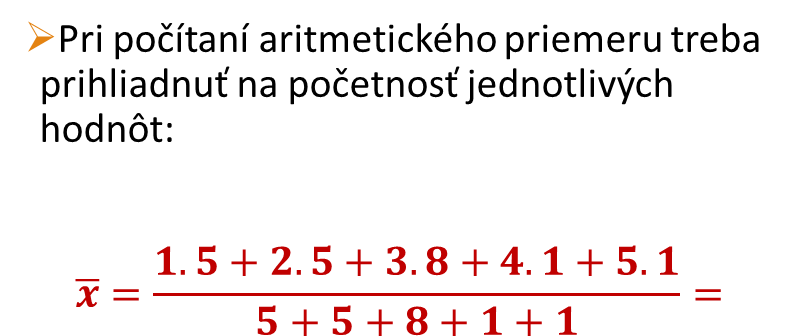 ➢Pri počítaní aritmetického priemeru treba
prihliadnuť na početnosť jednotlivých
hodnôt:
x̅ = (1.5 + 2.5 + 3.8 + 4.1 + 5.1) / (5 + 5 + 8 + 1 + 1) =